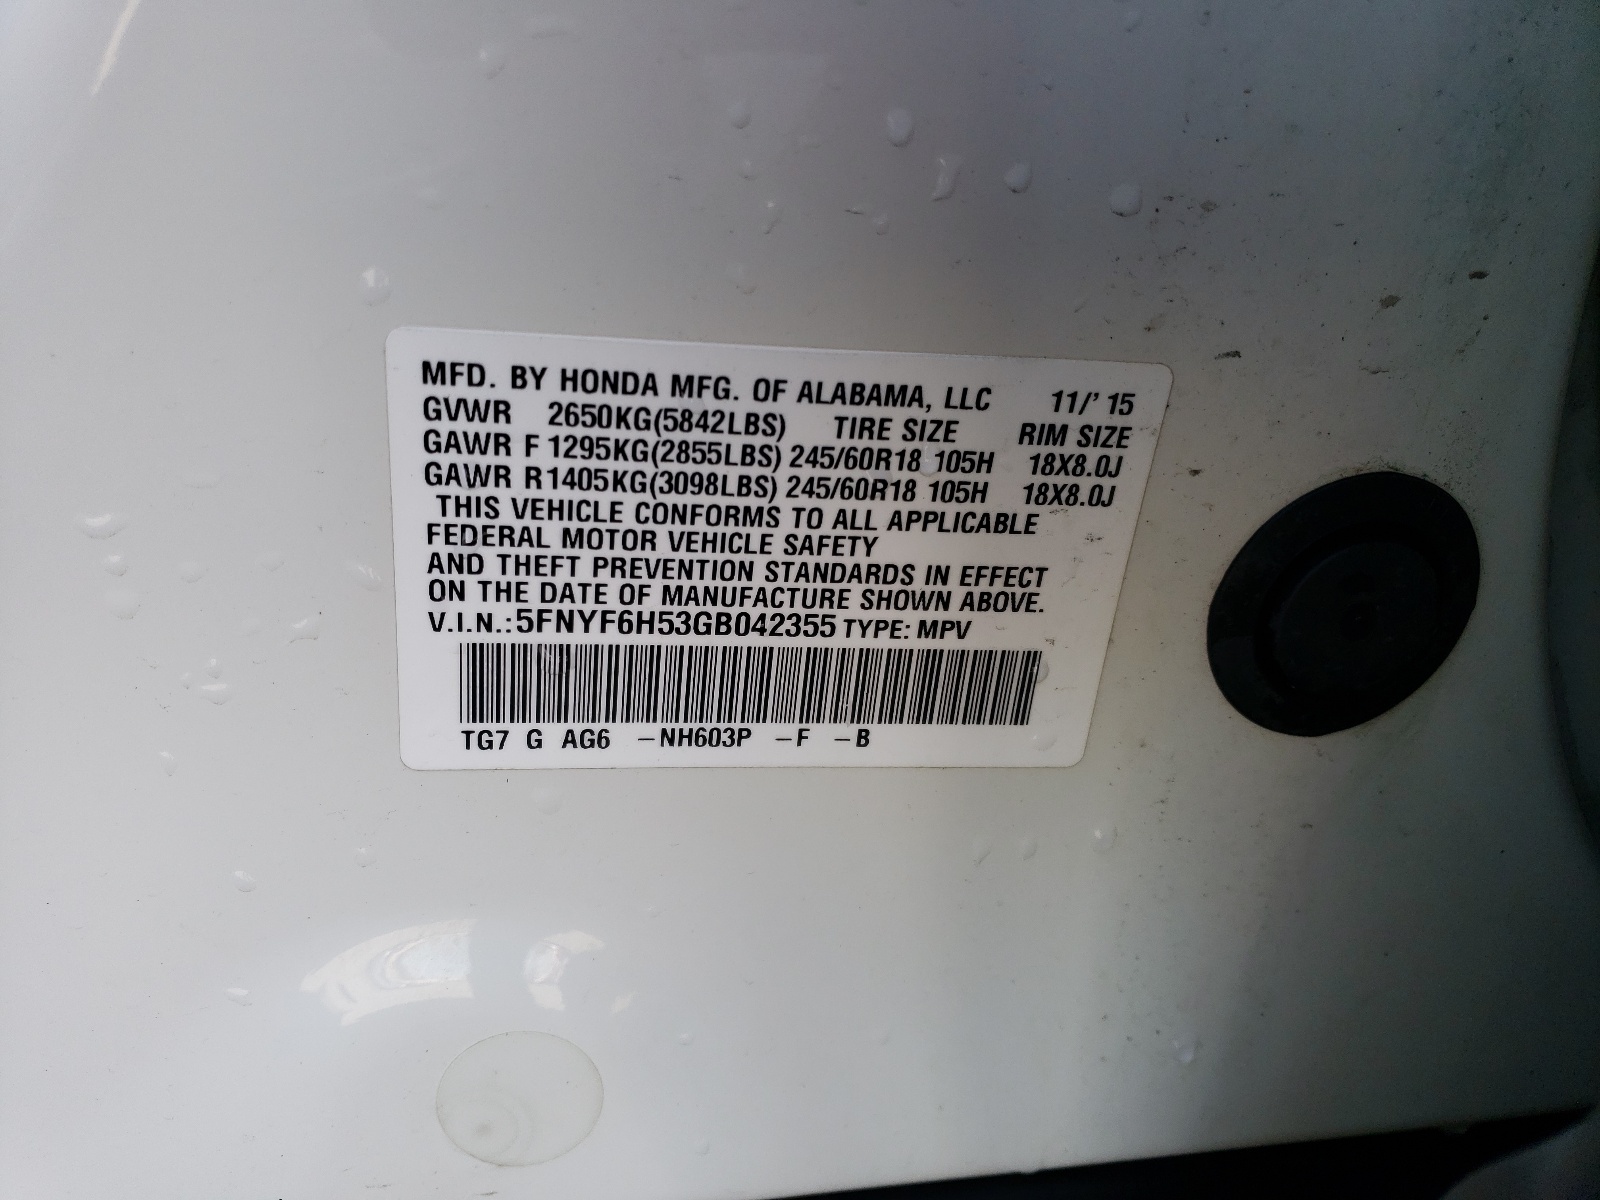 MFD. BY HONDA MFG. OF ALABAMA, LLC 11/' 15
GVWR 2650KG(5842LBS) TIRE SIZE RIM SIZE
GAWR F 1295KG(2855LBS) 245/60R18 105H 18X8.0J
GAWR R1405KG(3098LBS) 245/60R18 105H 18X8.0J
THIS VEHICLE CONFORMS TO ALL APPLICABLE
FEDERAL MOTOR VEHICLE SAFETY
AND THEFT PREVENTION STANDARDS IN EFFECT
ON THE DATE OF MANUFACTURE SHOWN ABOVE.
V.I.N.: 5FNYF6H53GB042355 TYPE: MPV
TG7 G AG6 –NH603P –F –B